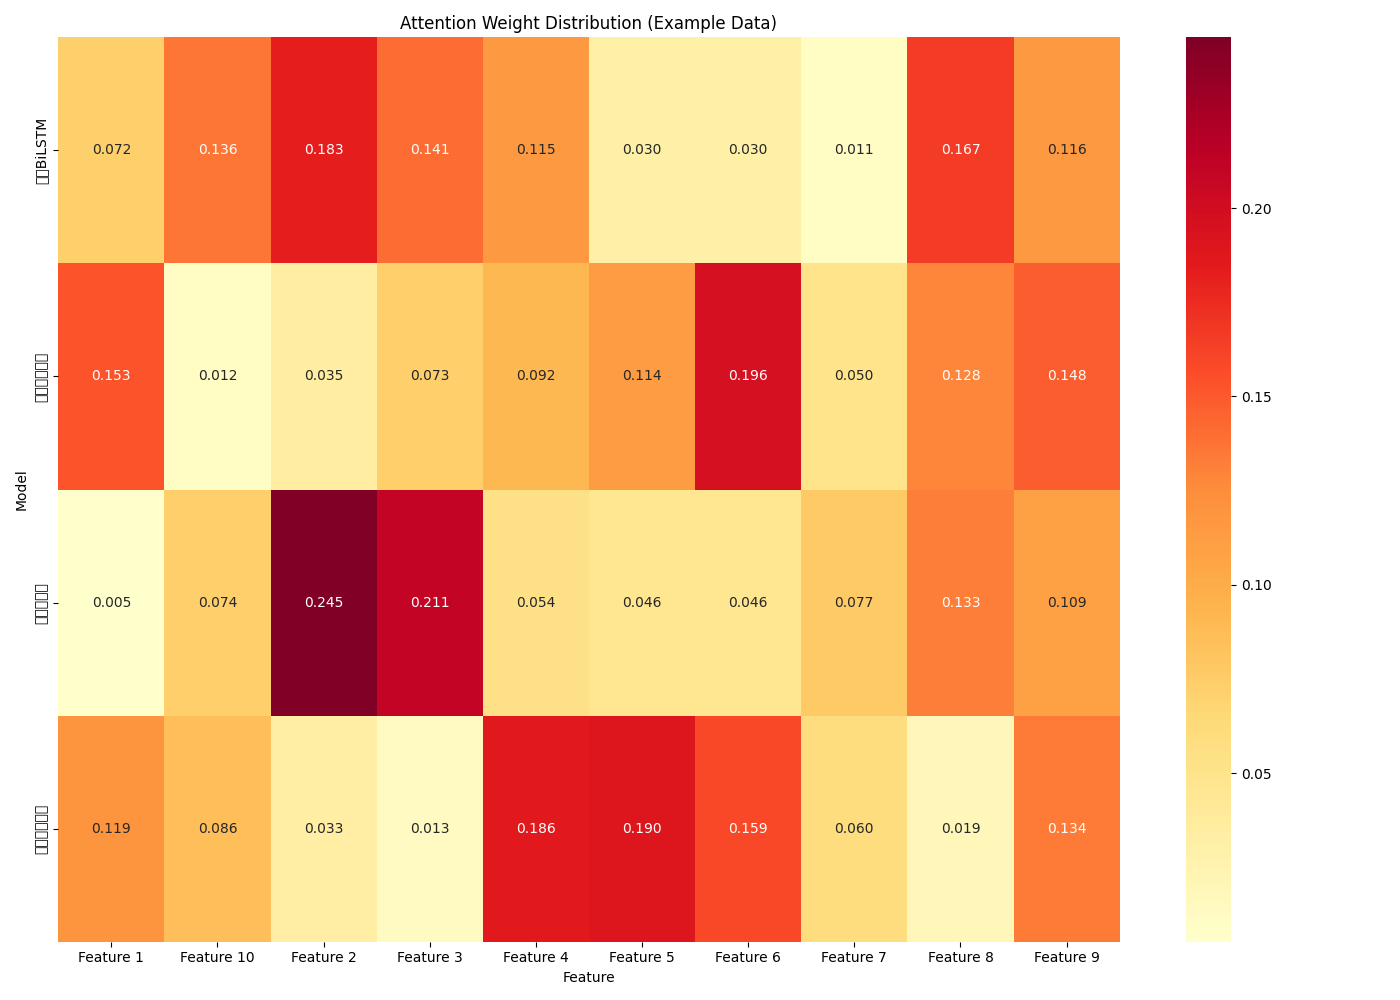 Attention Weight Distribution (Example Data)
Model
BiLSTM
0.072 0.136 0.183 0.141 0.115 0.030 0.030 0.011 0.167 0.116
0.153 0.012 0.035 0.073 0.092 0.114 0.196 0.050 0.128 0.148
0.005 0.074 0.245 0.211 0.054 0.046 0.046 0.077 0.133 0.109
0.119 0.086 0.033 0.013 0.186 0.190 0.159 0.060 0.019 0.134
Feature 1 Feature 10 Feature 2 Feature 3 Feature 4 Feature 5 Feature 6 Feature 7 Feature 8 Feature 9
Feature
0.20
0.15
0.10
0.05